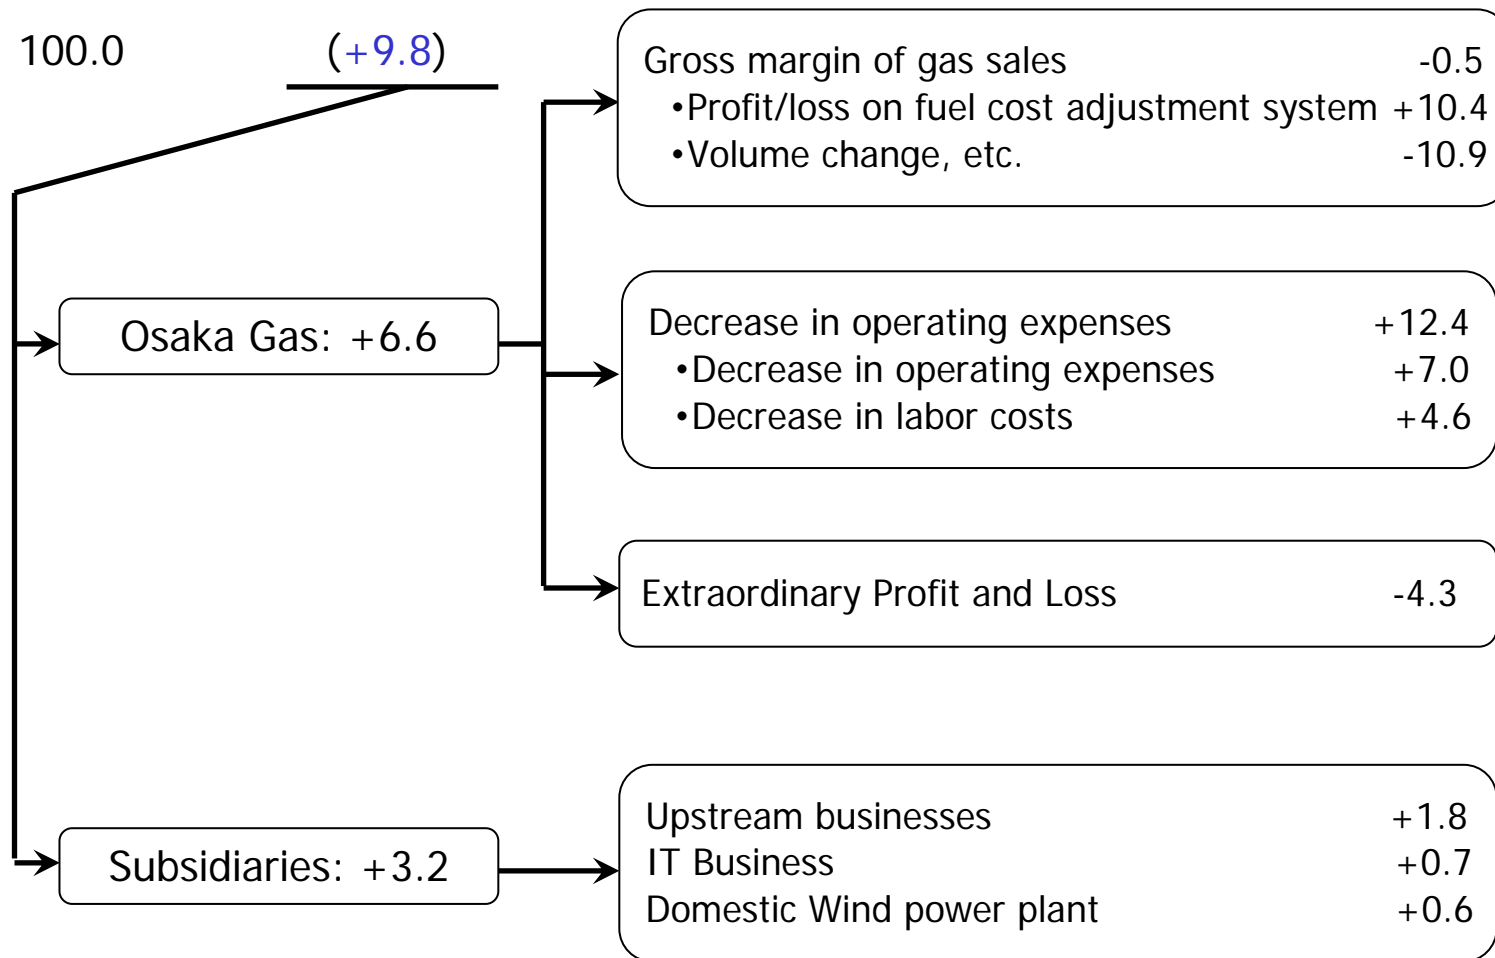 100.0 (+9.8)
Gross margin of gas sales -0.5
•Profit/loss on fuel cost adjustment system +10.4
•Volume change, etc. -10.9
Osaka Gas: +6.6
Decrease in operating expenses +12.4
•Decrease in operating expenses +7.0
•Decrease in labor costs +4.6
Extraordinary Profit and Loss -4.3
Subsidiaries: +3.2
Upstream businesses +1.8
IT Business +0.7
Domestic Wind power plant +0.6